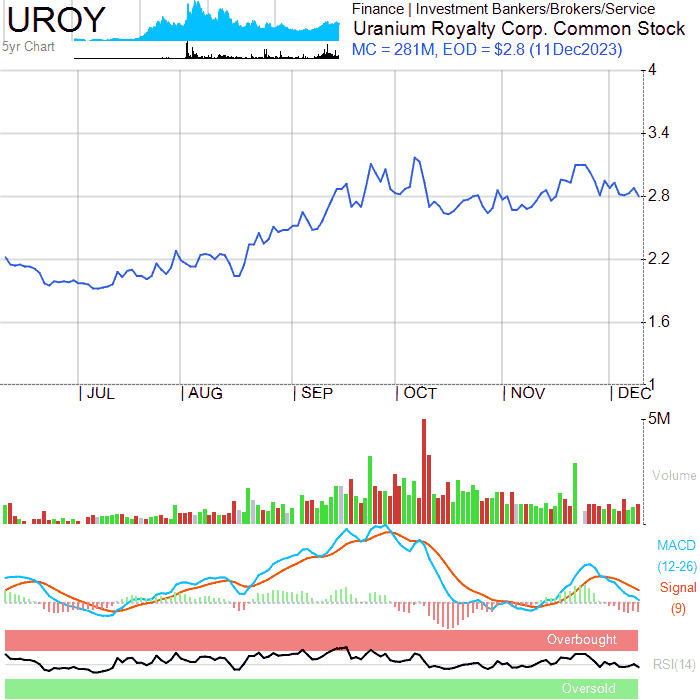 UROY
5yr Chart
Finance | Investment Bankers/Brokers/Service
Uranium Royalty Corp. Common Stock
MC = 281M, EOD = $2.8 (11Dec2023)
4
3.4
2.8
2.2
1.6
1
JUL
AUG
SEP
OCT
NOV
DEC
5M
Volume
MACD
(12-26)
Signal
(9)
Overbought
RSI(14)
Oversold